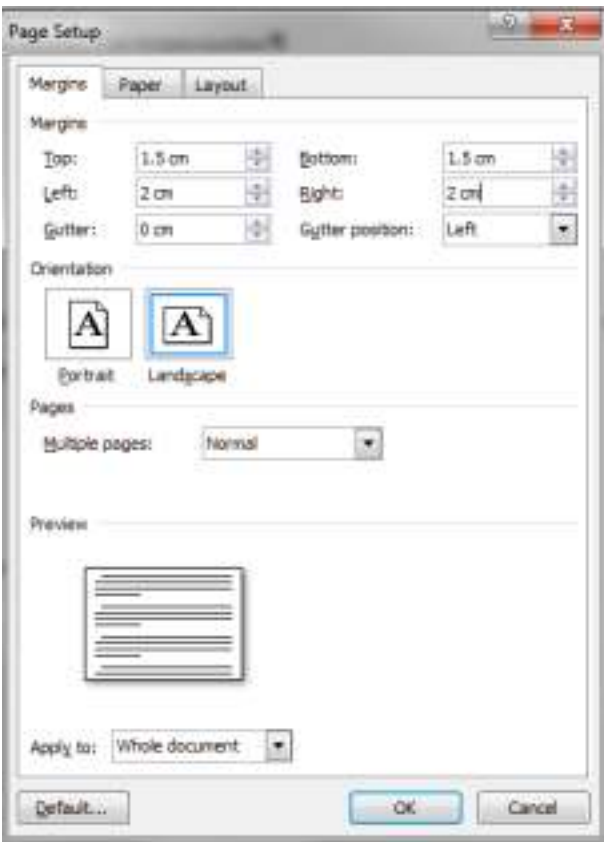 Page Setup
Margins Paper Layout
Margins
Top: 1.5 cm Bottom: 1.5 cm
Left: 2 cm Right: 2 cm
Gutter: 0 cm Gutter position: Left
Orientation
A A
Portrait Landscape
Pages
Multiple pages: Normal
Preview
Apply to: Whole document
Default... OK Cancel